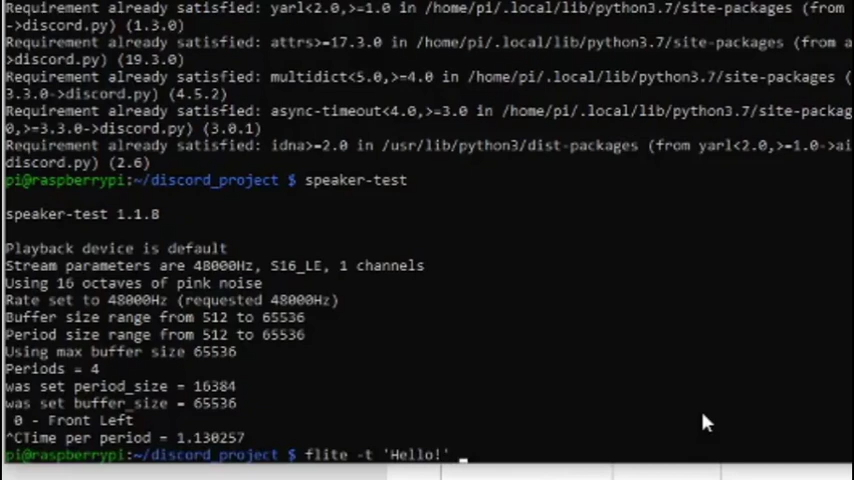 Requirement already satisfied: yarl<2.0,>=1.0 in /home/pi/.local/lib/python3.7/site-packages (from
->discord.py) (1.3.0)
Requirement already satisfied: attrs>=17.3.0 in /home/pi/.local/lib/python3.7/site-packages (from a
>discord.py) (19.3.0)
Requirement already satisfied: multidict<5.0,>=4.0 in /home/pi/.local/lib/python3.7/site-packages (
3.3.0->discord.py) (4.5.2)
Requirement already satisfied: async-timeout<4.0,>=3.0 in /home/pi/.local/lib/python3.7/site-packag
0,>=3.3.0->discord.py) (3.0.1)
Requirement already satisfied: idna>=2.0 in /usr/lib/python3/dist-packages (from yarl<2.0,>=1.0->ai
discord.py) (2.6)
pi@raspberrypi:~/discord_project $ speaker-test
speaker-test 1.1.8
Playback device is default
Stream parameters are 48000Hz, S16_LE, 1 channels
Using 16 octaves of pink noise
Rate set to 48000Hz (requested 48000Hz)
Buffer size range from 512 to 65536
Period size range from 512 to 65536
Using max buffer size 65536
Periods = 4
was set period_size = 16384
was set buffer_size = 65536
0 - Front Left
^CTime per period = 1.130257
pi@raspberrypi:~/discord_project $ flite -t 'Hello!' _